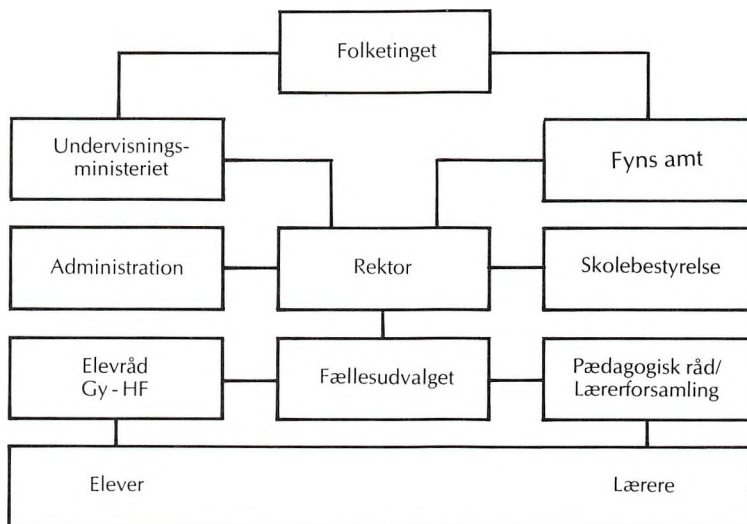 Folketinget
Undervisnings-
ministeriet
Fyns amt
Administration
Rektor
Skolebestyrelse
Elevråd
Gy - HF
Fællesudvalget
Pædagogisk råd/
Lærerforsamling
Elever
Lærere